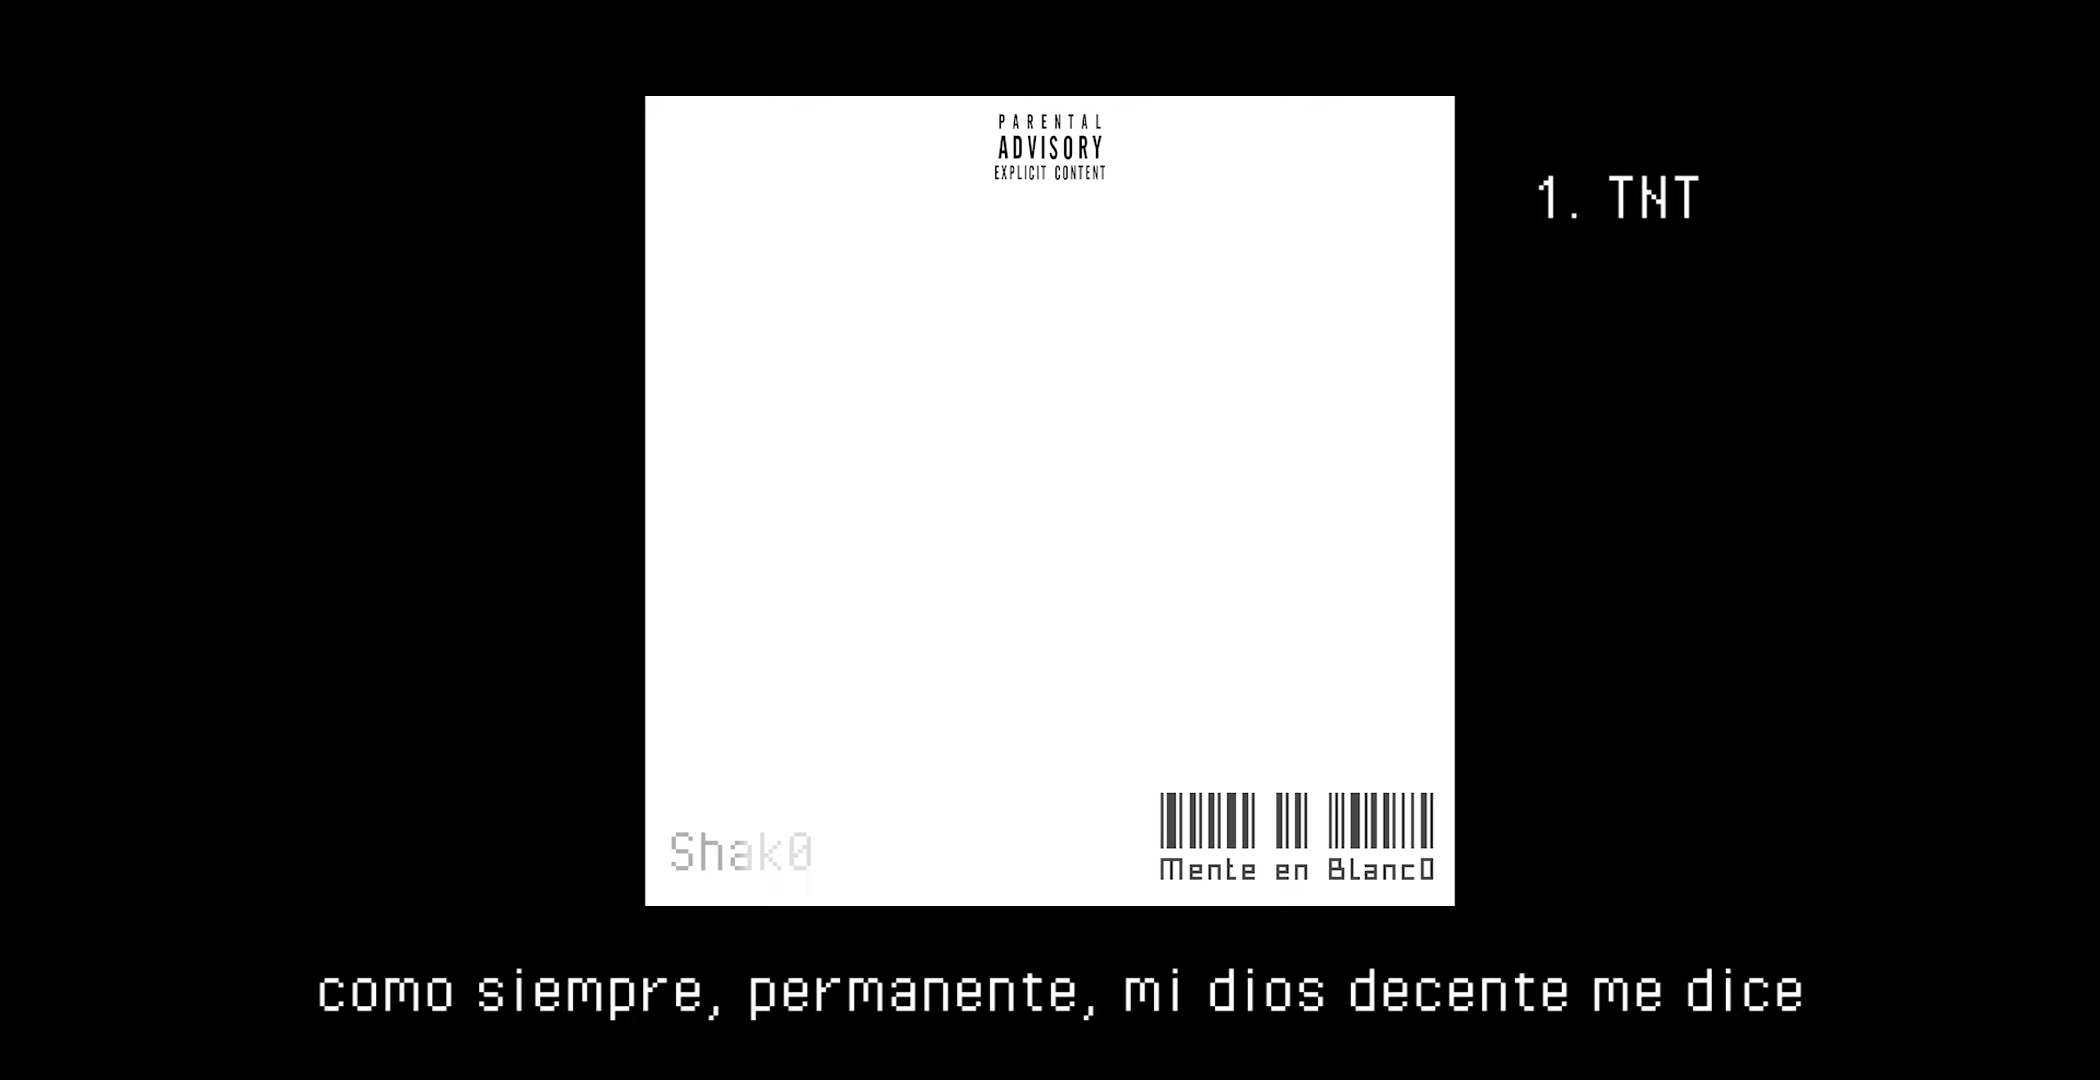 PARENTAL
ADVISORY
EXPLICIT CONTENT
1. TNT
Shak0
Mente en Blanc0
como siempre, permanente, mi dios decente me dice